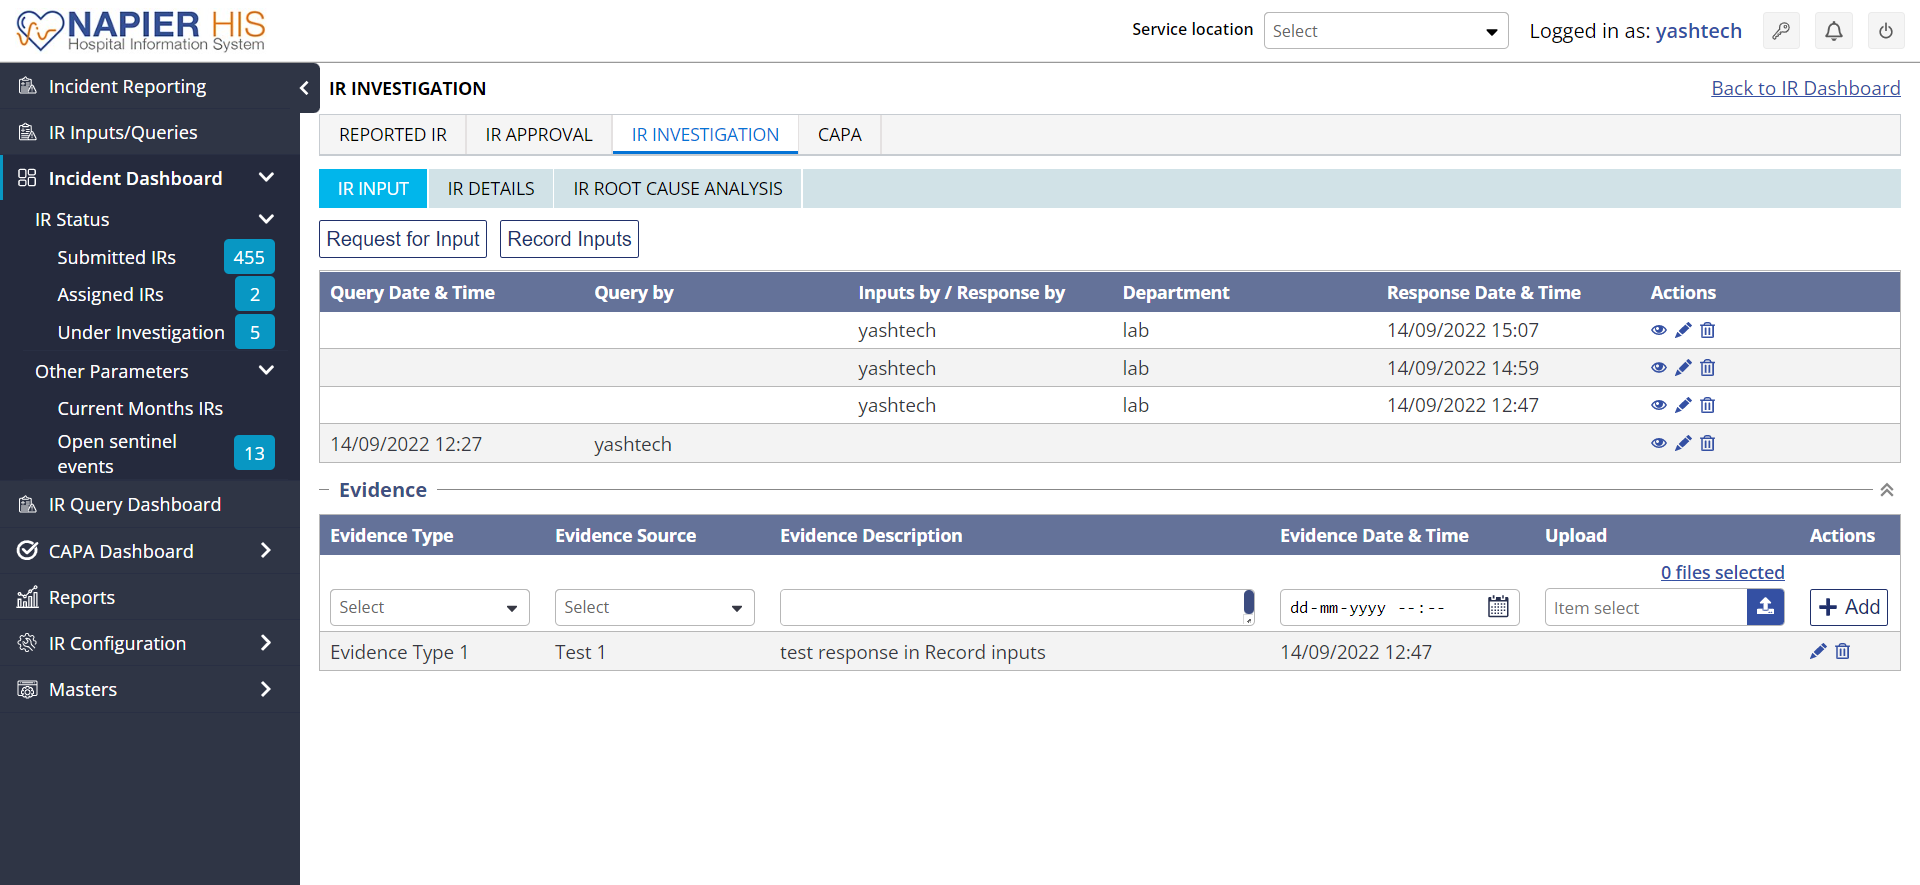 NAPIER HIS
Hospital Information System
Service location
Select
Logged in as: yashtech
Incident Reporting
IR Inputs/Queries
Incident Dashboard
IR Status
Submitted IRs 455
Assigned IRs 2
Under Investigation 5
Other Parameters
Current Months IRs
Open sentinel
events 13
IR Query Dashboard
CAPA Dashboard
Reports
IR Configuration
Masters
IR INVESTIGATION
Back to IR Dashboard
REPORTED IR IR APPROVAL IR INVESTIGATION CAPA
IR INPUT IR DETAILS IR ROOT CAUSE ANALYSIS
Request for Input Record Inputs
Query Date & Time Query by Inputs by / Response by Department Response Date & Time Actions
yashtech lab 14/09/2022 15:07
yashtech lab 14/09/2022 14:59
yashtech lab 14/09/2022 12:47
14/09/2022 12:27 yashtech
Evidence
Evidence Type Evidence Source Evidence Description Evidence Date & Time Upload Actions
0 files selected
Select Select dd-mm-yyyy --:-- Item select + Add
Evidence Type 1 Test 1 test response in Record inputs 14/09/2022 12:47